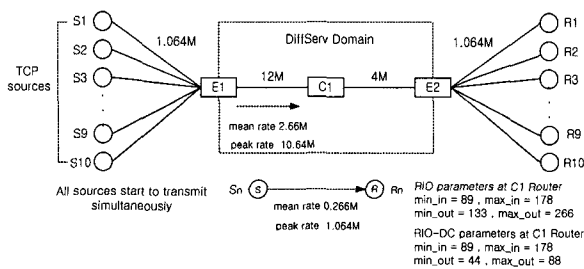 S1
S2
TCP
sources
S3
S9
S10
1.064M
DiffServ Domain
E1
12M
C1
4M
E2
mean rate 2.66M
peak rate 10.64M
1.064M
R1
R2
R3
R9
R10
All sources start to transmit
simultaneously
Sn S R Rn
mean rate 0.266M
peak rate 1.064M
RIO parameters at C1 Router
min_in = 89 , max_in = 178
min_out = 133 , max_out = 266
RIO-DC parameters at C1 Router
min_in = 89 , max_in = 178
min_out = 44 , max_out = 88